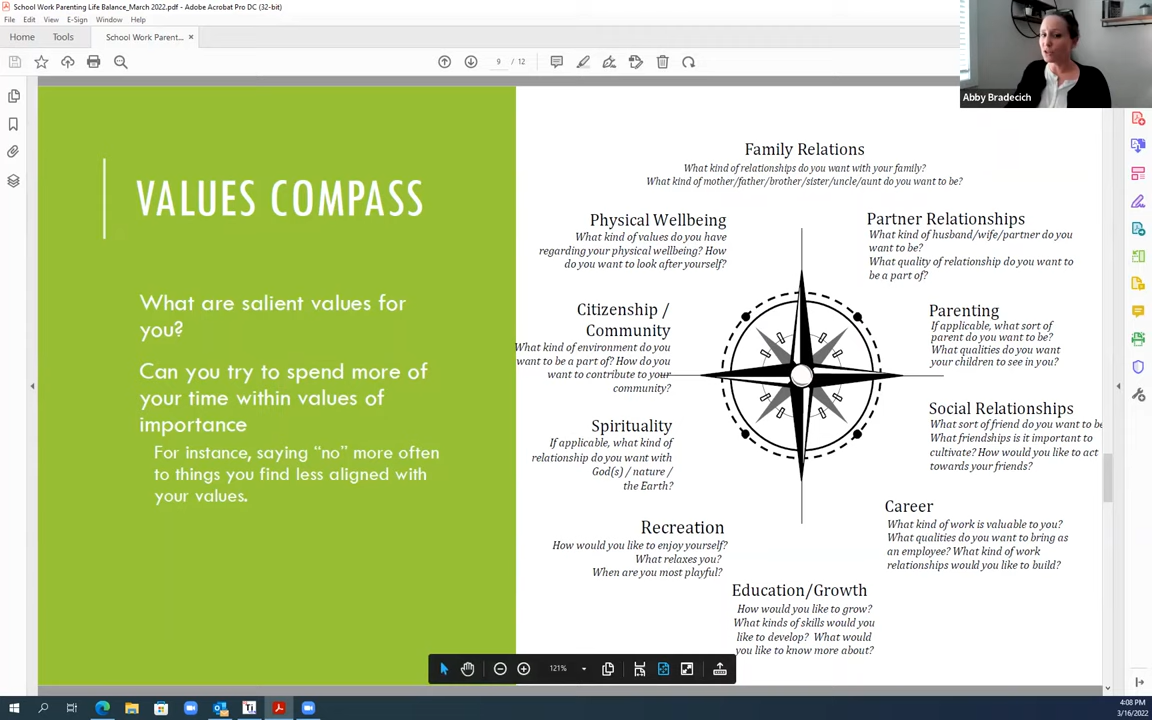 School Work Parenting Life Balance_March 2022.pdf - Adobe Acrobat Pro DC (32-bit)
File Edit View E-Sign Window Help
Home Tools School Work Parent... ×
9 / 12
Abby Bradecich
VALUES COMPASS
What are salient values for
you?
Can you try to spend more of
your time within values of
importance
For instance, saying “no” more often
to things you find less aligned with
your values.
Family Relations
What kind of relationships do you want with your family?
What kind of mother/father/brother/sister/uncle/aunt do you want to be?
Physical Wellbeing
What kind of values do you have
regarding your physical wellbeing? How
do you want to look after yourself?
Partner Relationships
What kind of husband/wife/partner do you
want to be?
What quality of relationship do you want to
be a part of?
Citizenship /
Community
What kind of environment do you
want to be a part of? How do you
want to contribute to your
community?
Parenting
If applicable, what sort of
parent do you want to be?
What qualities do you want
your children to see in you?
Spirituality
If applicable, what kind of
relationship do you want with
God(s) / nature /
the Earth?
Social Relationships
What sort of friend do you want to be
What friendships is it important to
cultivate? How would you like to act
towards your friends?
Recreation
How would you like to enjoy yourself?
What relaxes you?
When are you most playful?
Career
What kind of work is valuable to you?
What qualities do you want to bring as
an employee? What kind of work
relationships would you like to build?
Education/Growth
How would you like to grow?
What kinds of skills would you
like to develop? What would
you like to know more about?
121%
4:08 PM
3/16/2022